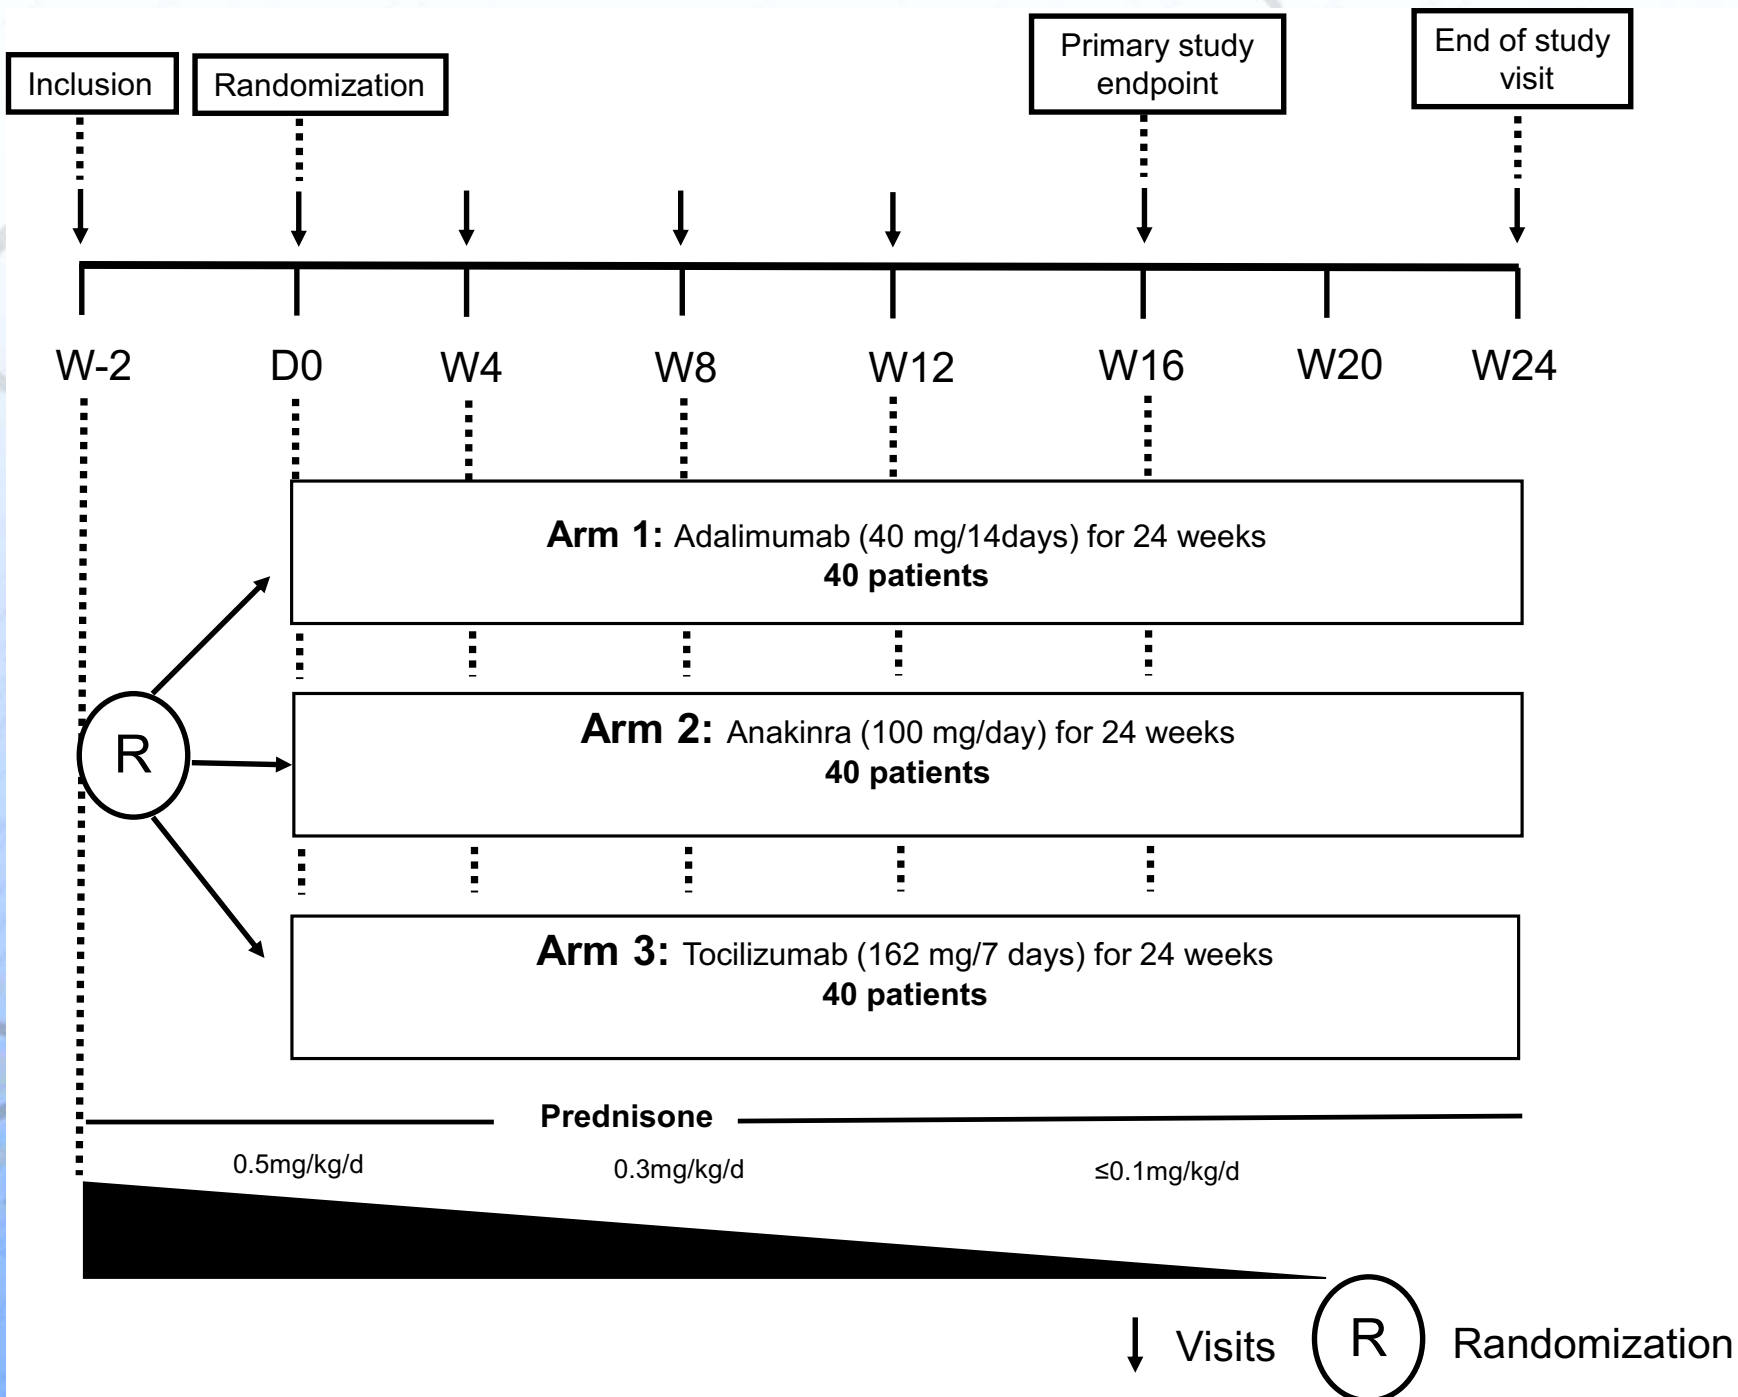 Inclusion
Randomization
Primary study
endpoint
End of study
visit
W-2
D0
W4
W8
W12
W16
W20
W24
Arm 1: Adalimumab (40 mg/14days) for 24 weeks
40 patients
R
Arm 2: Anakinra (100 mg/day) for 24 weeks
40 patients
Arm 3: Tocilizumab (162 mg/7 days) for 24 weeks
40 patients
Prednisone
0.5mg/kg/d
0.3mg/kg/d
≤0.1mg/kg/d
Visits
R
Randomization